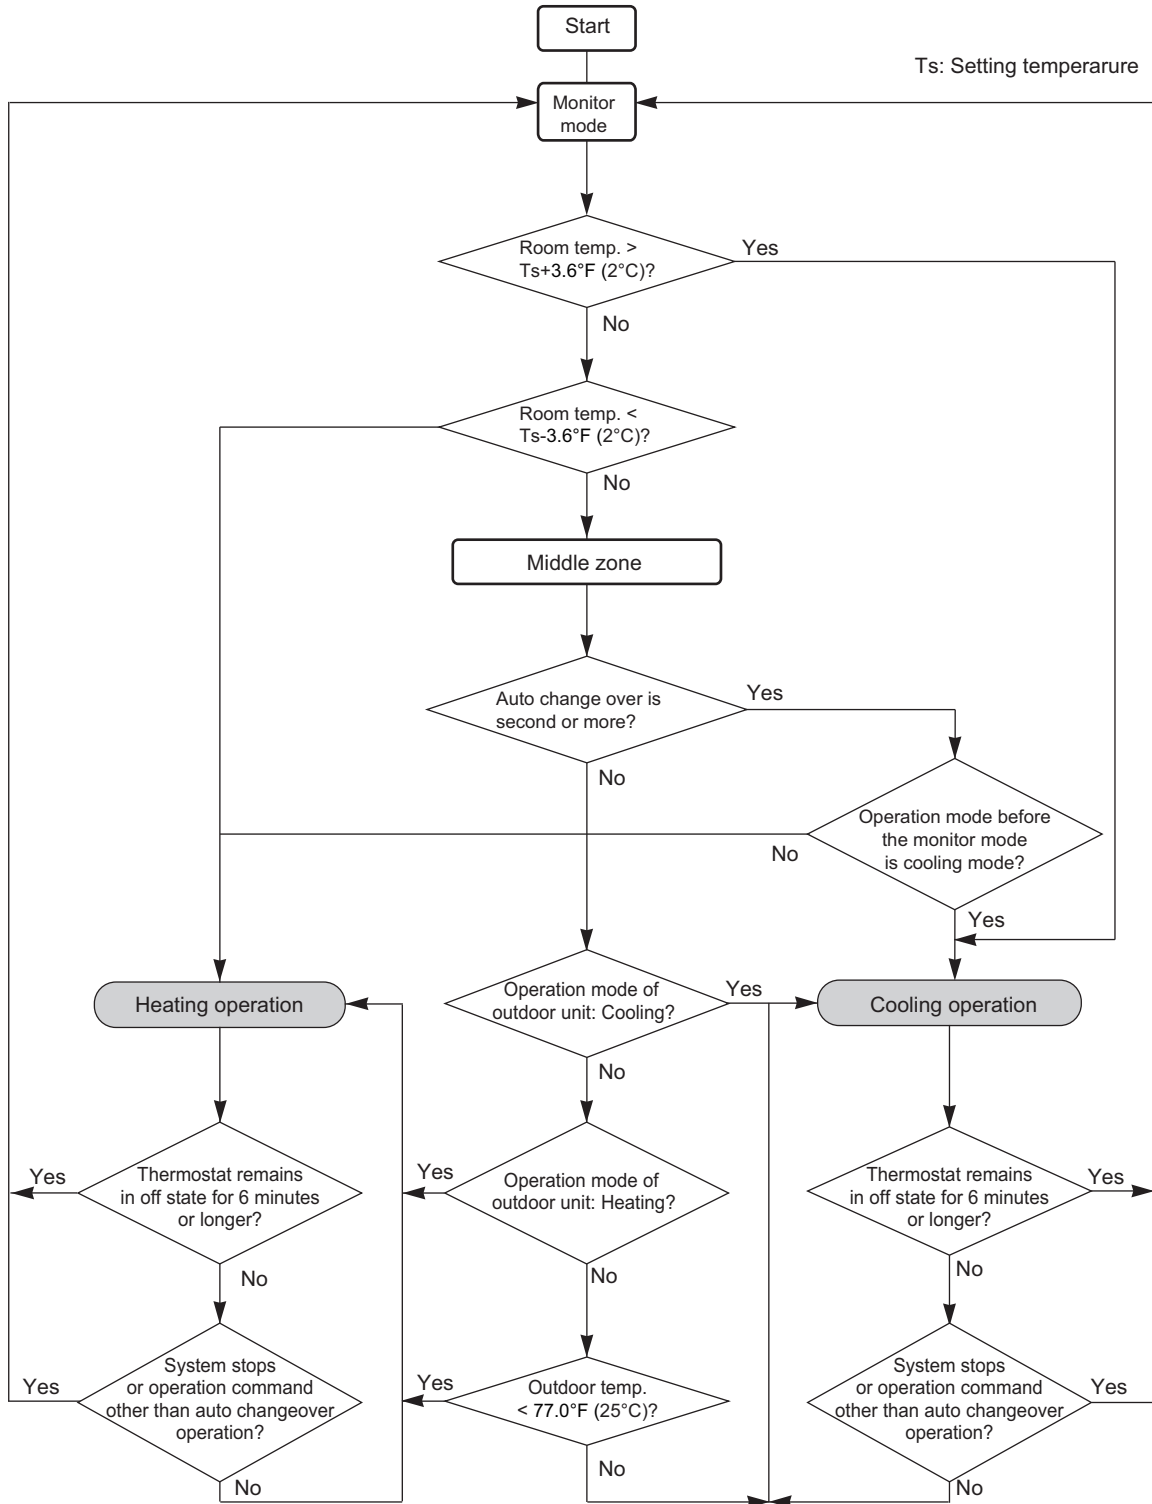 Start
Ts: Setting temperarure
Monitor
mode
Room temp. >
Ts+3.6°F (2°C)?
Yes
No
Room temp. <
Ts-3.6°F (2°C)?
No
Middle zone
Auto change over is
second or more?
Yes
No
Operation mode before
the monitor mode
is cooling mode?
No
Yes
Heating operation
Operation mode of
outdoor unit: Cooling?
Yes
Cooling operation
No
Yes
Thermostat remains
in off state for 6 minutes
or longer?
No
Yes
Operation mode of
outdoor unit: Heating?
No
Thermostat remains
in off state for 6 minutes
or longer?
Yes
No
Yes
System stops
or operation command
other than auto changeover
operation?
No
Yes
Outdoor temp.
< 77.0°F (25°C)?
No
System stops
or operation command
other than auto changeover
operation?
Yes
No